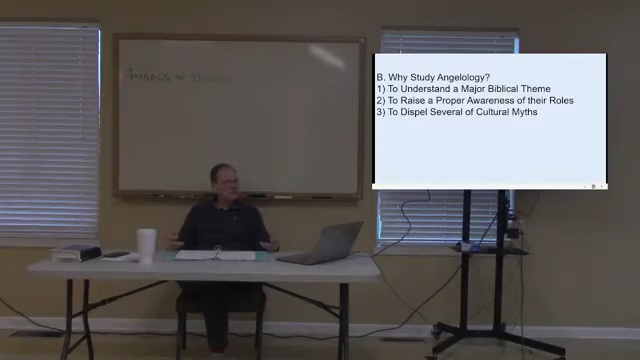 ANGELS &
B. Why Study Angelology?
1) To Understand a Major Biblical Theme
2) To Raise a Proper Awareness of their Roles
3) To Dispel Several of Cultural Myths